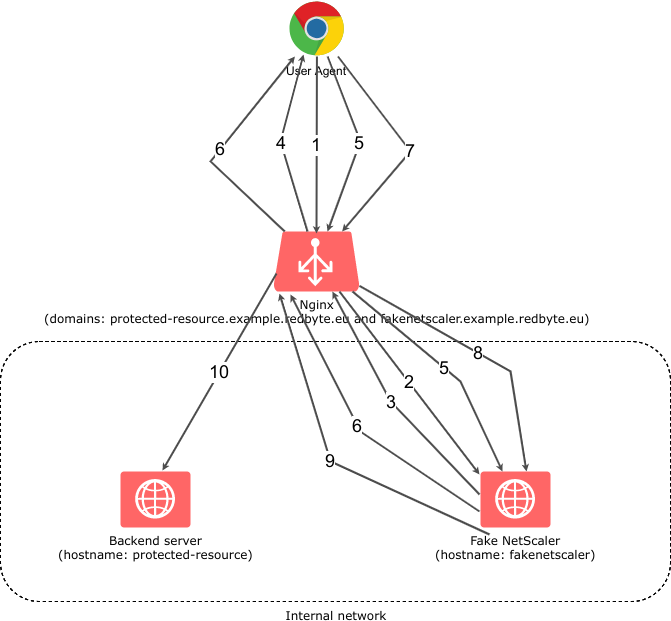 User Agent
6
4
1
5
7
Nginx
(domains: protected-resource.example.redbyte.eu and fakenetscaler.example.redbyte.eu)
8
5
10
2
3
6
9
Backend server
(hostname: protected-resource)
Fake NetScaler
(hostname: fakenetscaler)
Internal network